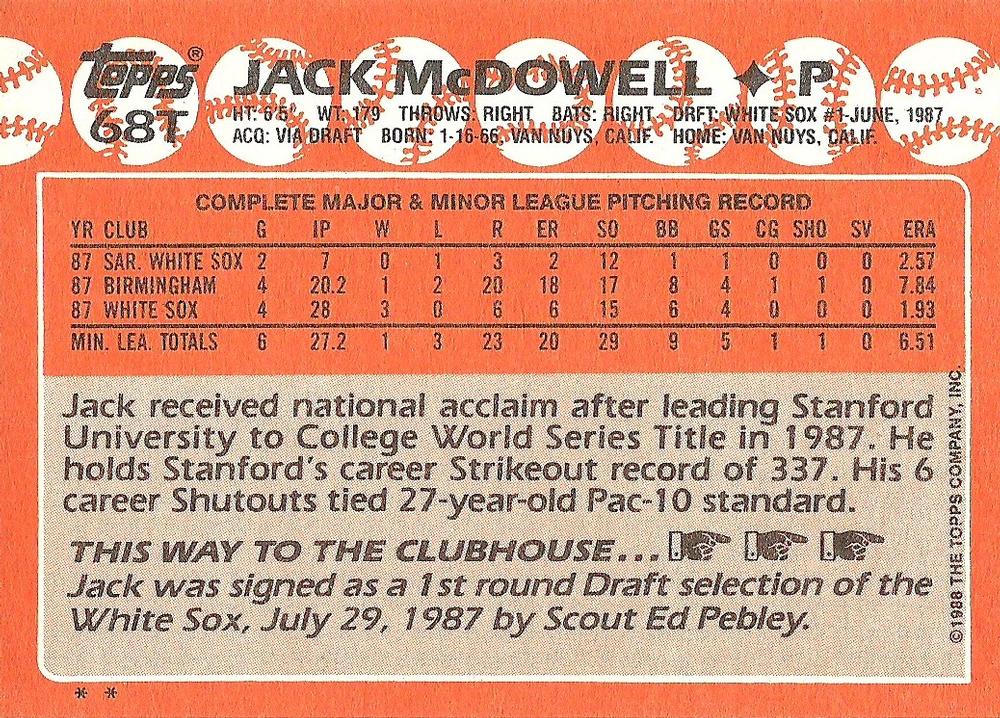 topps®
68T
JACK McDOWELL ✦ P
HT: 6'5" WT: 179 THROWS: RIGHT BATS: RIGHT DRFT: WHITE SOX #1-JUNE, 1987
ACQ: VIA DRAFT BORN: 1-16-66, VAN NUYS, CALIF. HOME: VAN NUYS, CALIF.
COMPLETE MAJOR & MINOR LEAGUE PITCHING RECORD
YR CLUB G IP W L R ER SO BB GS CG SHO SV ERA
87 SAR. WHITE SOX 2 7 0 1 3 2 12 1 1 0 0 0 2.57
87 BIRMINGHAM 4 20.2 1 2 20 18 17 8 4 1 1 0 7.84
87 WHITE SOX 4 28 3 0 6 6 15 6 4 0 0 0 1.93
MIN. LEA. TOTALS 6 27.2 1 3 23 20 29 9 5 1 1 0 6.51
Jack received national acclaim after leading Stanford
University to College World Series Title in 1987. He
holds Stanford's career Strikeout record of 337. His 6
career Shutouts tied 27-year-old Pac-10 standard.
THIS WAY TO THE CLUBHOUSE...
Jack was signed as a 1st round Draft selection of the
White Sox, July 29, 1987 by Scout Ed Pebley.
©1988 THE TOPPS COMPANY, INC.
* *